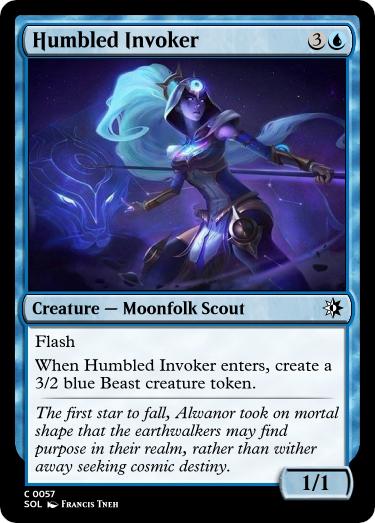 Humbled Invoker 3
Creature — Moonfolk Scout
Flash
When Humbled Invoker enters, create a
3/2 blue Beast creature token.
The first star to fall, Alwanor took on mortal
shape that the earthwalkers may find
purpose in their realm, rather than wither
away seeking cosmic destiny.
1/1
C 0057
SOL Francis Tneh